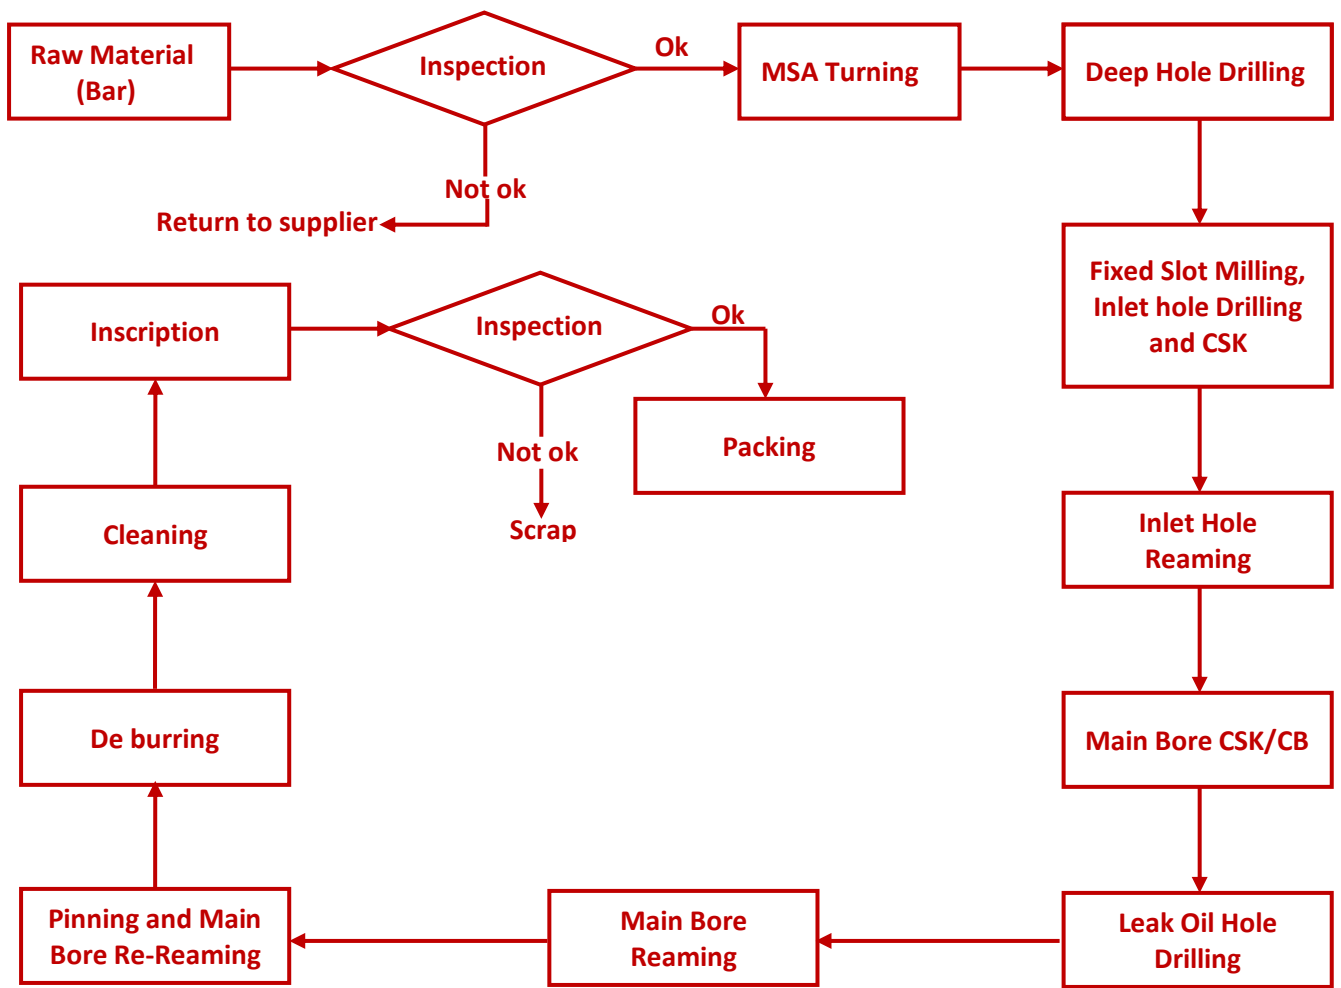 Raw Material
(Bar)
Inspection
Ok
MSA Turning
Deep Hole Drilling
Not ok
Return to supplier
Fixed Slot Milling,
Inlet hole Drilling
and CSK
Inscription
Inspection
Ok
Packing
Not ok
Scrap
Cleaning
Inlet Hole
Reaming
De burring
Main Bore CSK/CB
Pinning and Main
Bore Re-Reaming
Main Bore
Reaming
Leak Oil Hole
Drilling